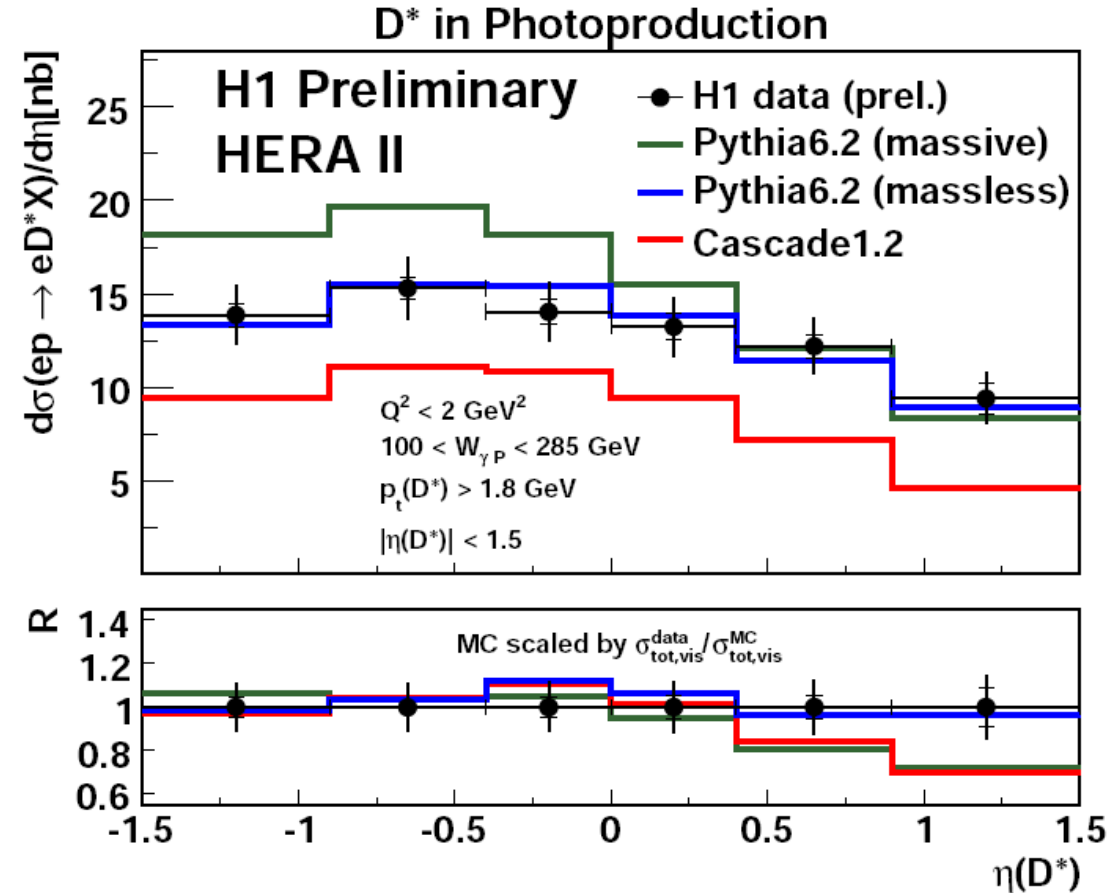 D* in Photoproduction
dσ(ep → eD*X)/dη[nb]
H1 Preliminary
HERA II
H1 data (prel.)
Pythia6.2 (massive)
Pythia6.2 (massless)
Cascade1.2
25
20
15
10
5
Q² < 2 GeV²
100 < W_γ P < 285 GeV
p_t(D*) > 1.8 GeV
|η(D*)| < 1.5
R
MC scaled by σ^data_tot,vis/σ^MC_tot,vis
1.4
1.2
1
0.8
0.6
-1.5 -1 -0.5 0 0.5 1 1.5
η(D*)